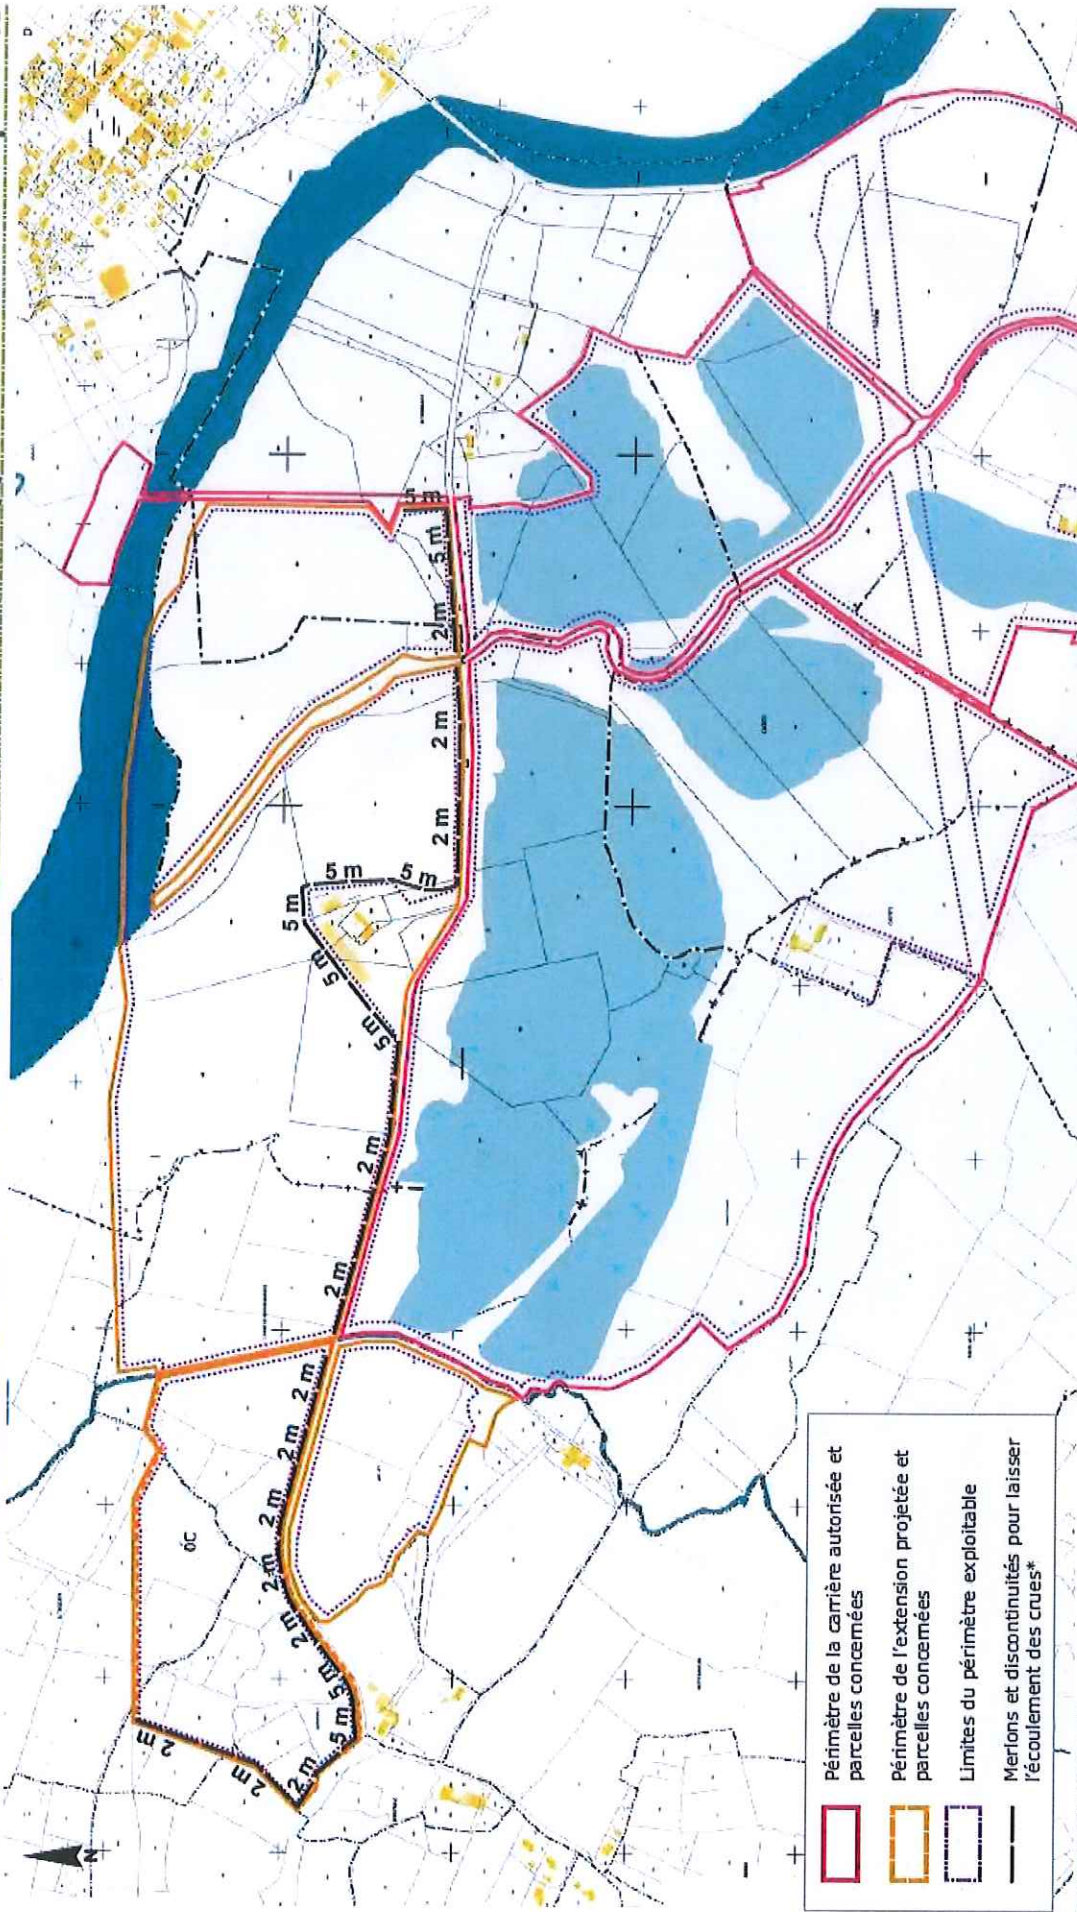 5 m
5 m
2 m
2 m
2 m
5 m
5 m
5 m
5 m
5 m
2 m
2 m
2 m
2 m
2 m
2 m
2 m
5 m
5 m
2 m
2 m
2 m
N
Périmètre de la carrière autorisée et
parcelles concernées
Périmètre de l'extension projetée et
parcelles concernées
Limites du périmètre exploitable
Merlons et discontinuités pour laisser
l'écoulement des crues*